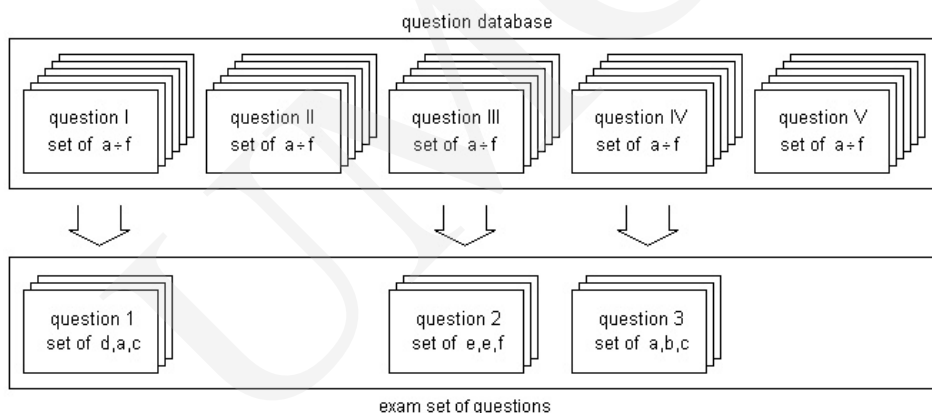 question database
question I
set of a÷f
question II
set of a÷f
question III
set of a÷f
question IV
set of a÷f
question V
set of a÷f
question 1
set of d,a,c
question 2
set of e,e,f
question 3
set of a,b,c
exam set of questions